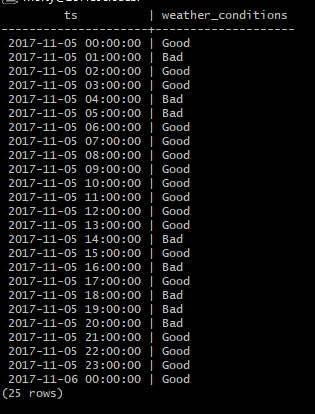 ts | weather_conditions
---------------------+--------------------
2017-11-05 00:00:00 | Good
2017-11-05 01:00:00 | Bad
2017-11-05 02:00:00 | Good
2017-11-05 03:00:00 | Good
2017-11-05 04:00:00 | Bad
2017-11-05 05:00:00 | Bad
2017-11-05 06:00:00 | Good
2017-11-05 07:00:00 | Good
2017-11-05 08:00:00 | Good
2017-11-05 09:00:00 | Good
2017-11-05 10:00:00 | Good
2017-11-05 11:00:00 | Good
2017-11-05 12:00:00 | Good
2017-11-05 13:00:00 | Good
2017-11-05 14:00:00 | Bad
2017-11-05 15:00:00 | Good
2017-11-05 16:00:00 | Bad
2017-11-05 17:00:00 | Good
2017-11-05 18:00:00 | Bad
2017-11-05 19:00:00 | Bad
2017-11-05 20:00:00 | Bad
2017-11-05 21:00:00 | Good
2017-11-05 22:00:00 | Good
2017-11-05 23:00:00 | Good
2017-11-06 00:00:00 | Good
(25 rows)